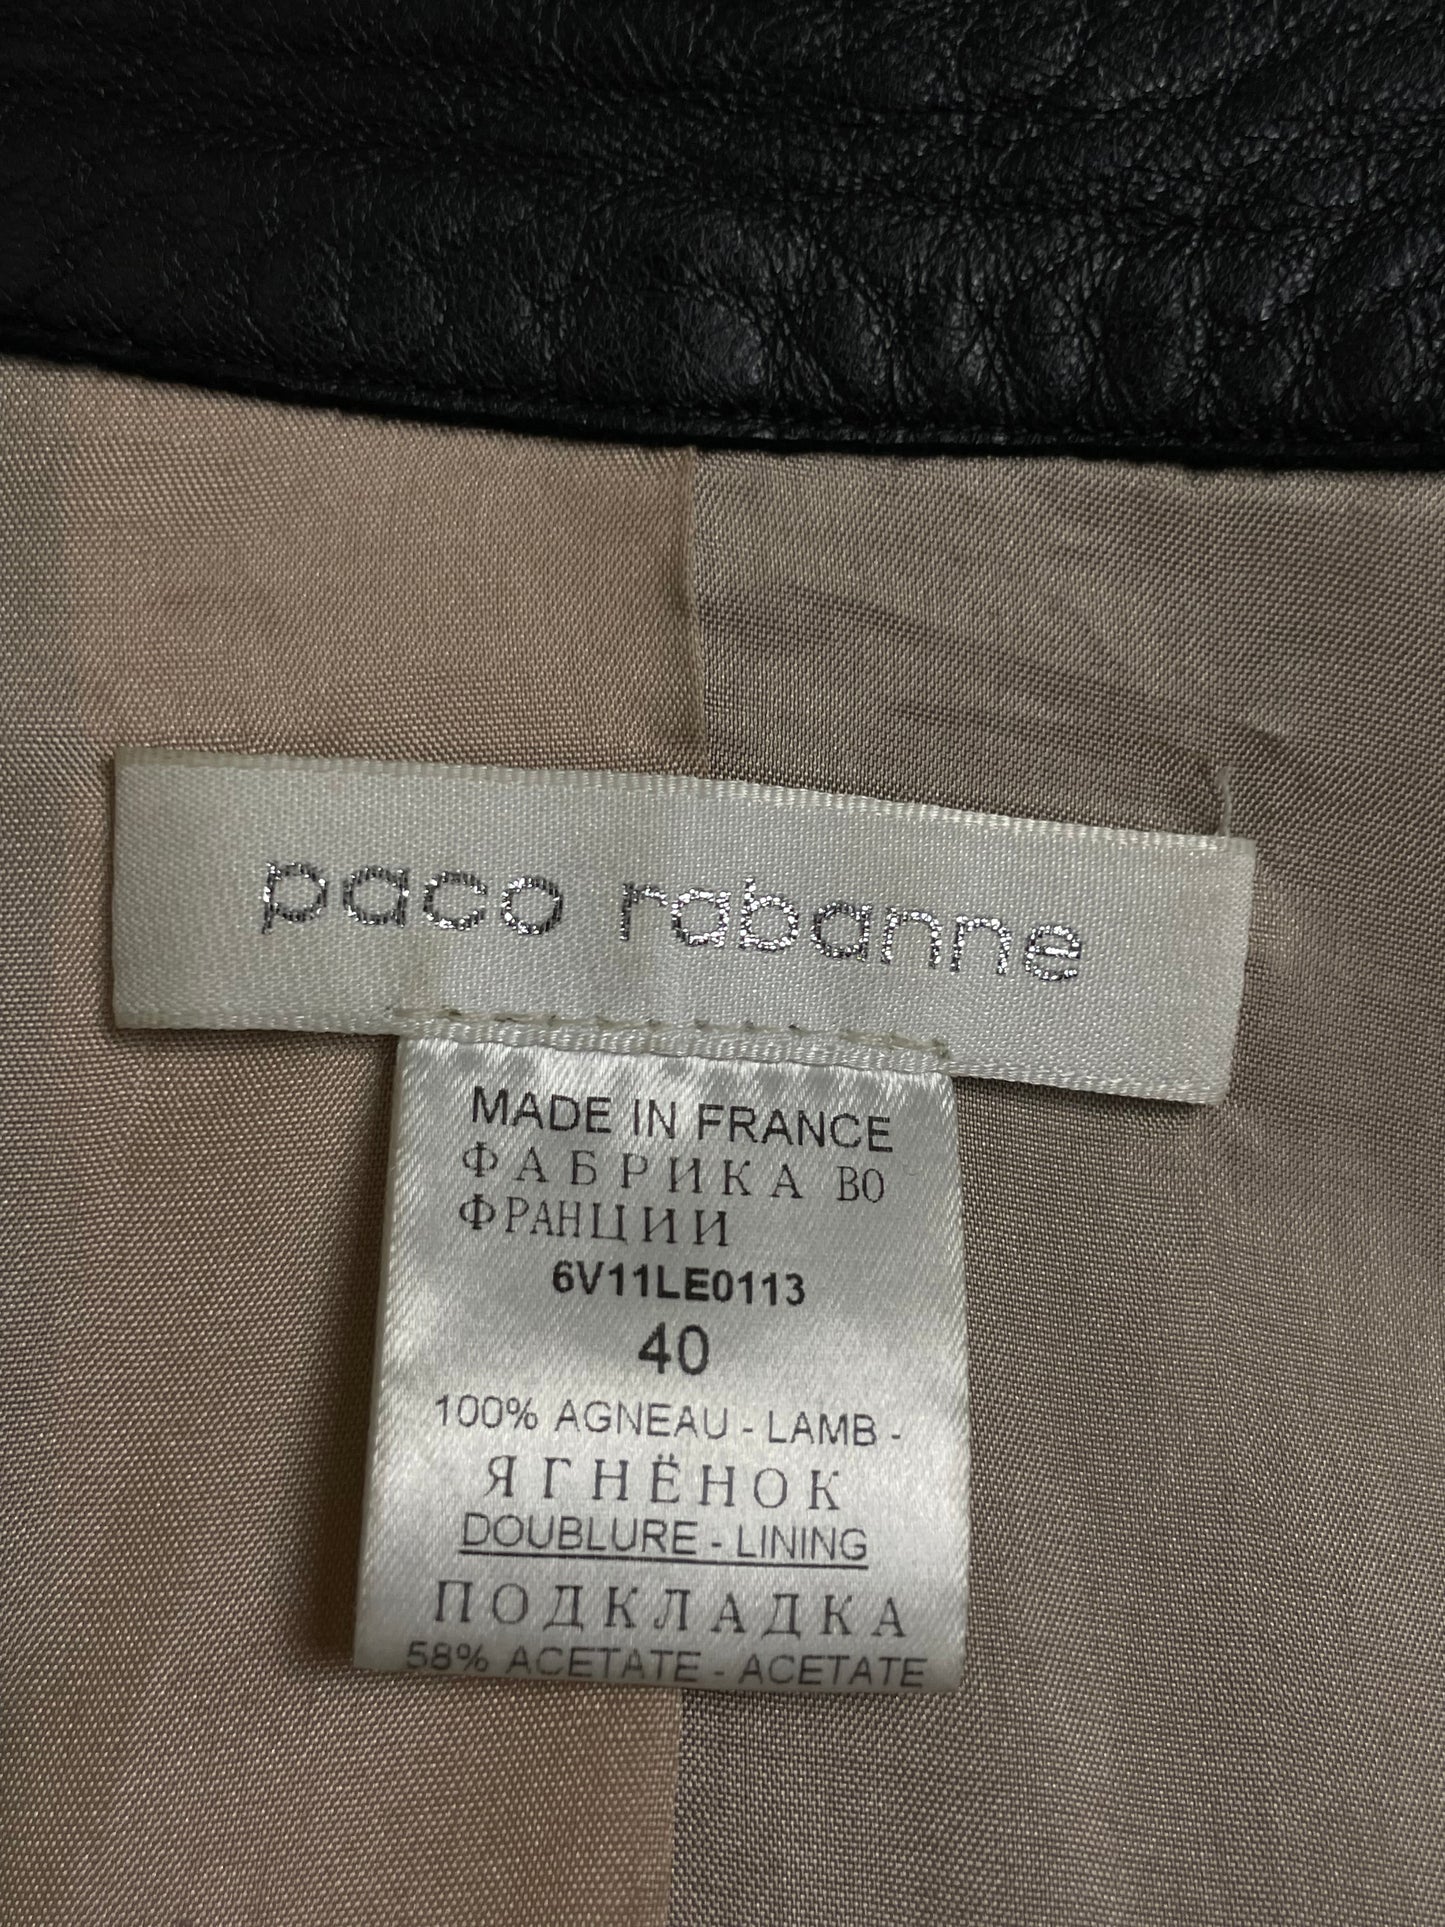 paco rabanne
MADE IN FRANCE
ФАБРИКА ВО
ФРАНЦИИ
6V11LE0113
40
100% AGNEAU - LAMB -
ЯГНЁНОК
DOUBLURE - LINING
ПОДКЛАДКА
58% ACETATE - ACETATE